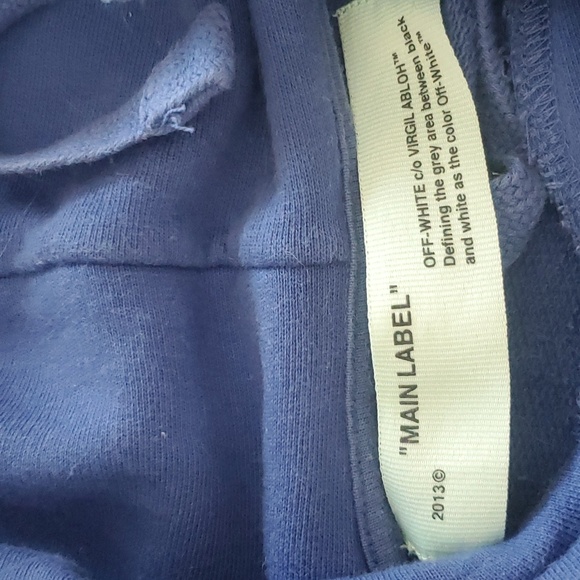 2013©
"MAIN LABEL"
OFF-WHITE c/o VIRGIL ABLOH™
Defining the grey area between black
and white as the color Off-White™